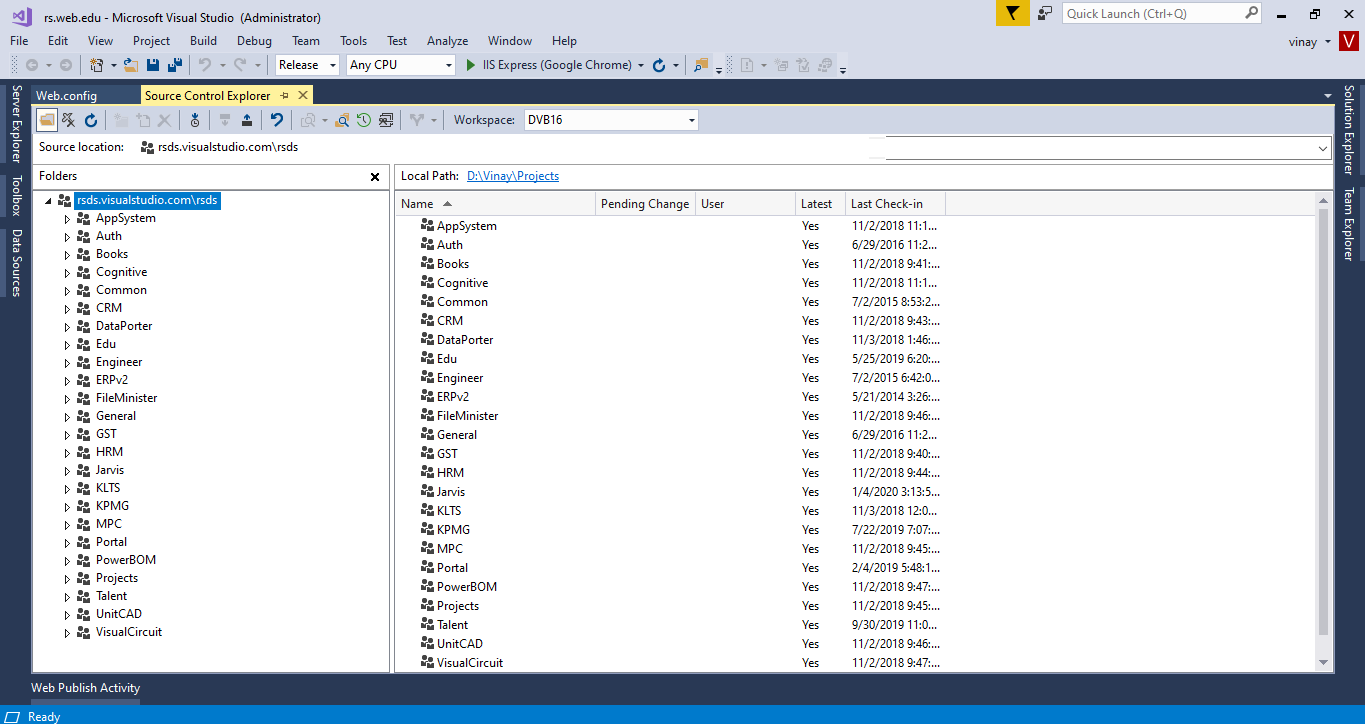 rs.web.edu - Microsoft Visual Studio (Administrator)
Quick Launch (Ctrl+Q)
File Edit View Project Build Debug Team Tools Test Analyze Window Help
vinay V
Release Any CPU IIS Express (Google Chrome)
Server Explorer
Toolbox
Data Sources
Web.config Source Control Explorer
Workspace: DVB16
Source location: rsds.visualstudio.com\rsds
Folders
rsds.visualstudio.com\rsds
AppSystem
Auth
Books
Cognitive
Common
CRM
DataPorter
Edu
Engineer
ERPv2
FileMinister
General
GST
HRM
Jarvis
KLTS
KPMG
MPC
Portal
PowerBOM
Projects
Talent
UnitCAD
VisualCircuit
Local Path: D:\Vinay\Projects
Name Pending Change User Latest Last Check-in
AppSystem Yes 11/2/2018 11:1...
Auth Yes 6/29/2016 11:2...
Books Yes 11/2/2018 9:41:...
Cognitive Yes 11/2/2018 11:1...
Common Yes 7/2/2015 8:53:2...
CRM Yes 11/2/2018 9:43:...
DataPorter Yes 11/3/2018 1:46:...
Edu Yes 5/25/2019 6:20:...
Engineer Yes 7/2/2015 6:42:0...
ERPv2 Yes 5/21/2014 3:26:...
FileMinister Yes 11/2/2018 9:46:...
General Yes 6/29/2016 11:2...
GST Yes 11/2/2018 9:40:...
HRM Yes 11/2/2018 9:44:...
Jarvis Yes 1/4/2020 3:13:5...
KLTS Yes 11/3/2018 12:0...
KPMG Yes 7/22/2019 7:07:...
MPC Yes 11/2/2018 9:45:...
Portal Yes 2/4/2019 5:48:1...
PowerBOM Yes 11/2/2018 9:47:...
Projects Yes 11/2/2018 9:45:...
Talent Yes 9/30/2019 11:0...
UnitCAD Yes 11/2/2018 9:46:...
VisualCircuit Yes 11/2/2018 9:47:...
Solution Explorer
Team Explorer
Web Publish Activity
Ready